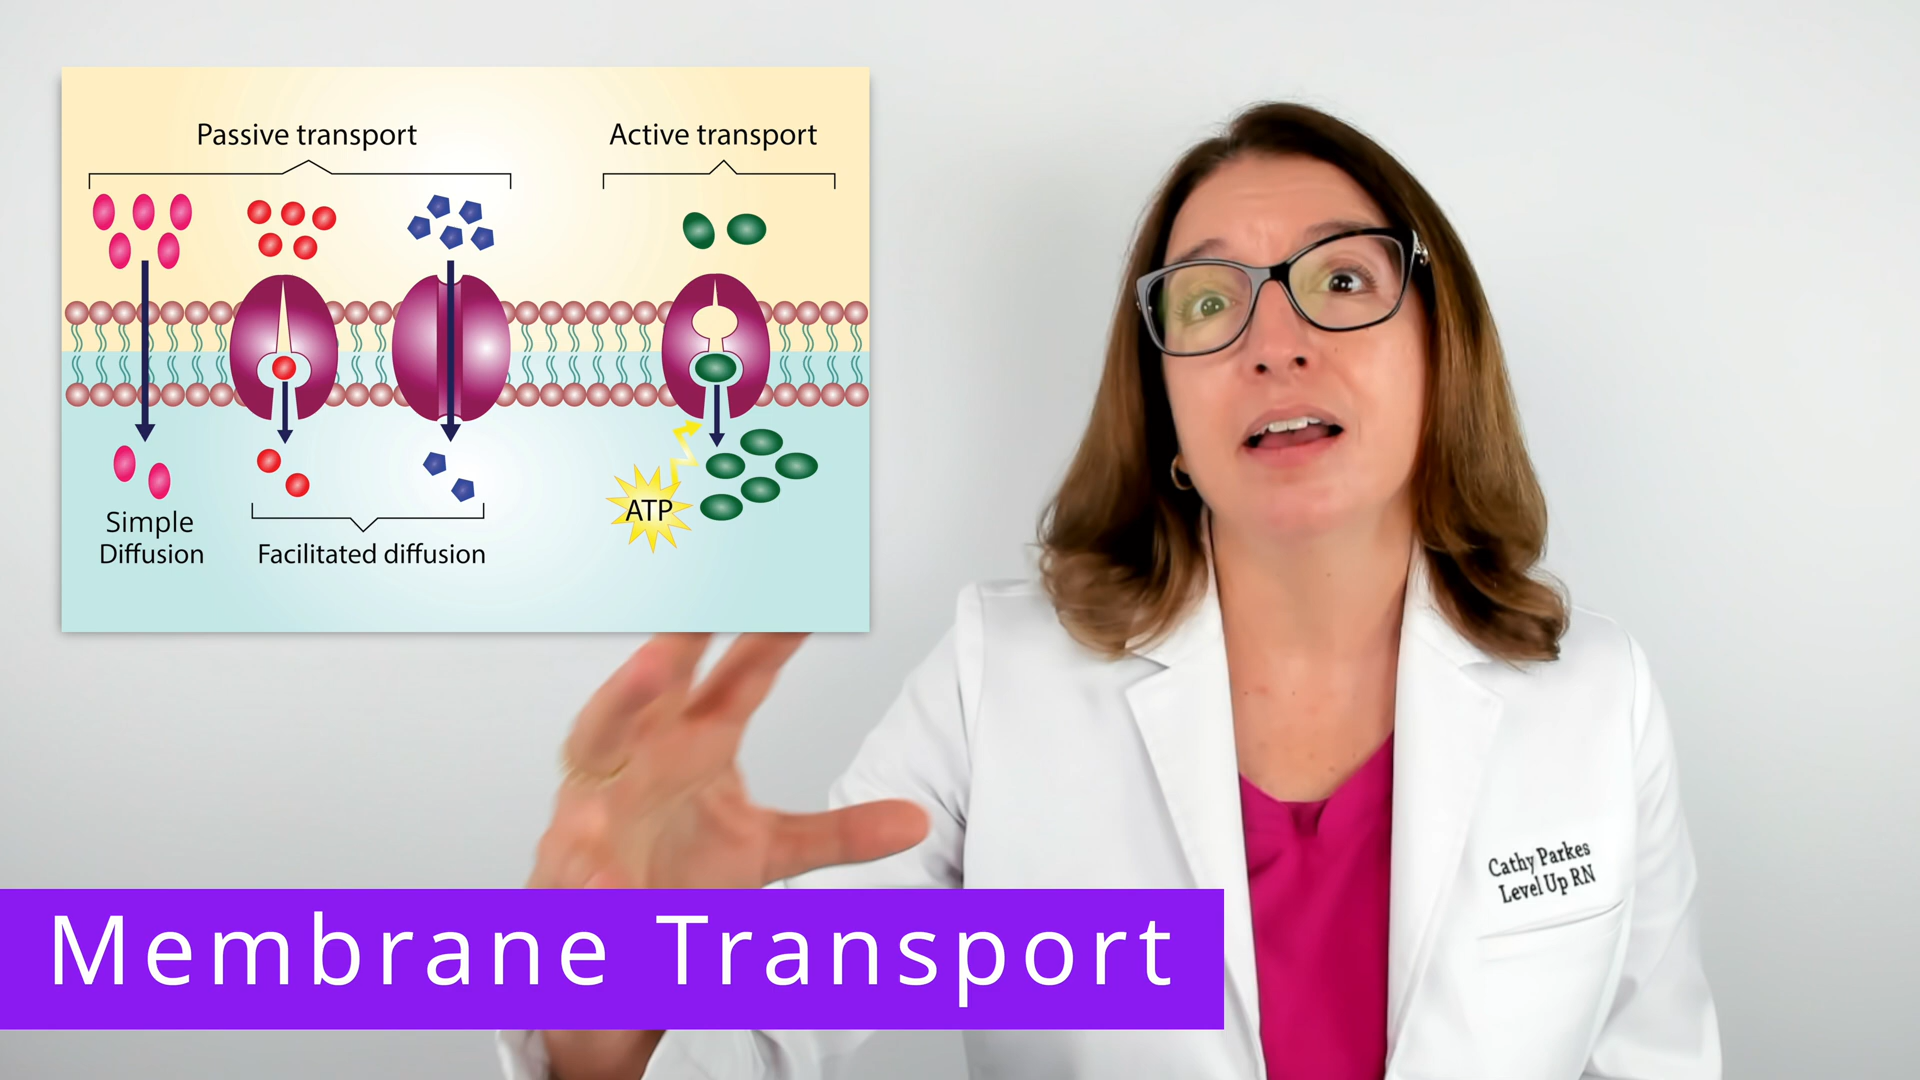 Passive transport
Active transport
ATP
Simple
Diffusion
Facilitated diffusion
Cathy Parkes
Level Up RN
Membrane Transport